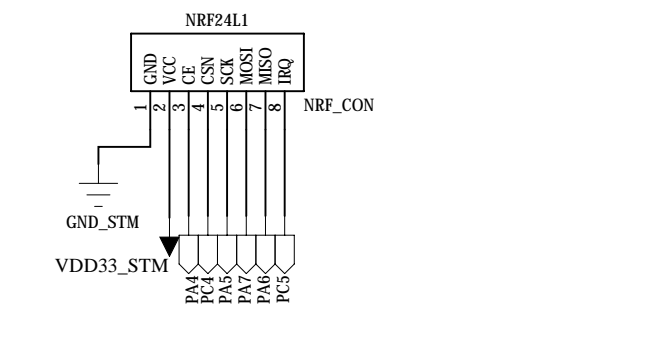 NRF24L1
GND
VCC
CE
CSN
SCK
MOSI
MISO
IRQ
1
2
3
4
5
6
7
8
NRF_CON
GND_STM
VDD33_STM
PA4
PC4
PA5
PA7
PA6
PC5